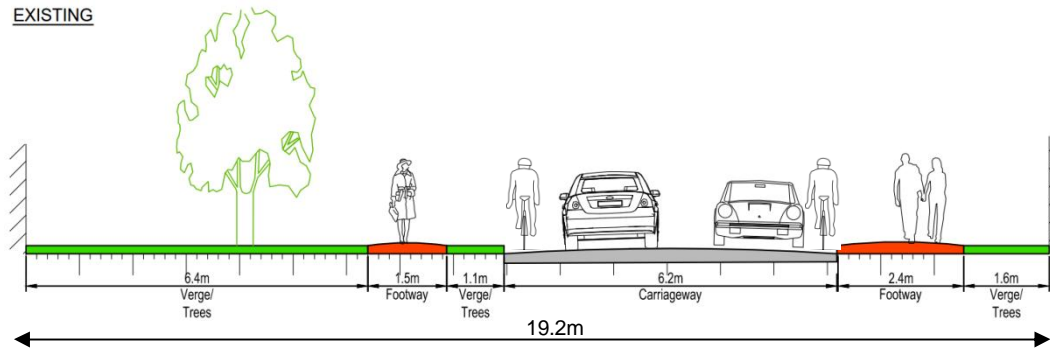 EXISTING
6.4m
Verge/
Trees
1.5m
Footway
1.1m
Verge/
Trees
6.2m
Carriageway
2.4m
Footway
1.6m
Verge/
Trees
19.2m